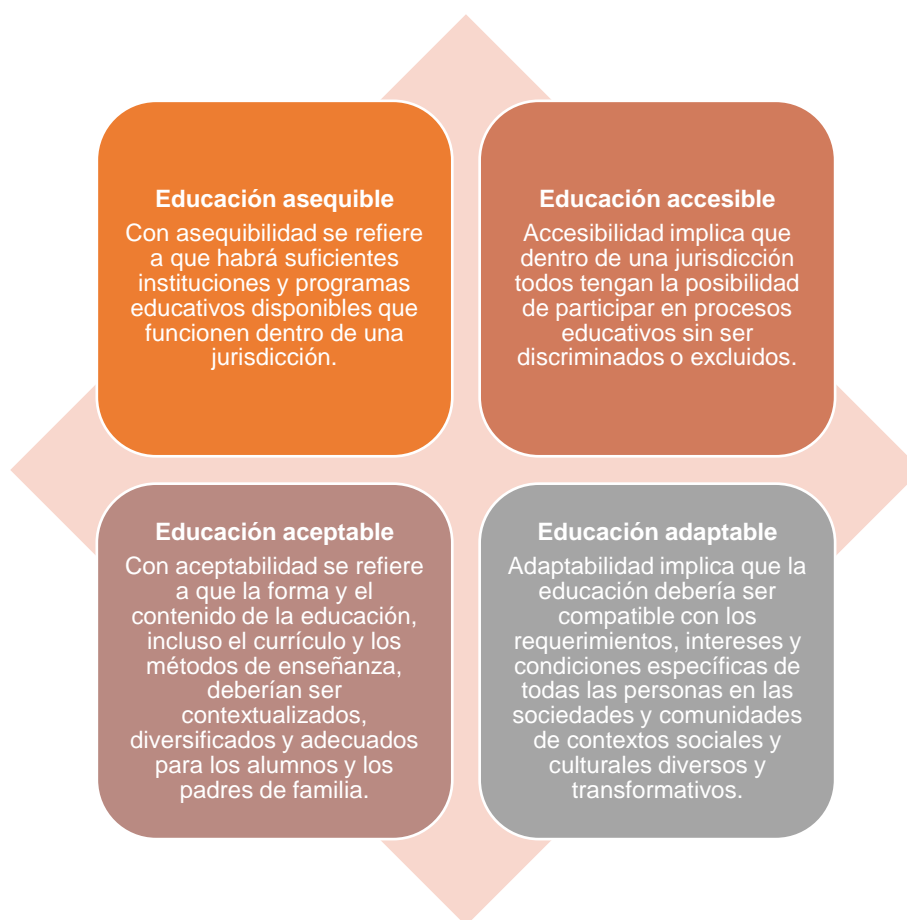 Educación asequible
Con asequibilidad se refiere
a que habrá suficientes
instituciones y programas
educativos disponibles que
funcionen dentro de una
jurisdicción.
Educación accesible
Accesibilidad implica que
dentro de una jurisdicción
todos tengan la posibilidad
de participar en procesos
educativos sin ser
discriminados o excluidos.
Educación aceptable
Con aceptabilidad se refiere
a que la forma y el
contenido de la educación,
incluso el currículo y los
métodos de enseñanza,
deberían ser
contextualizados,
diversificados y adecuados
para los alumnos y los
padres de familia.
Educación adaptable
Adaptabilidad implica que la
educación debería ser
compatible con los
requerimientos, intereses y
condiciones específicas de
todas las personas en las
sociedades y comunidades
de contextos sociales y
culturales diversos y
transformativos.